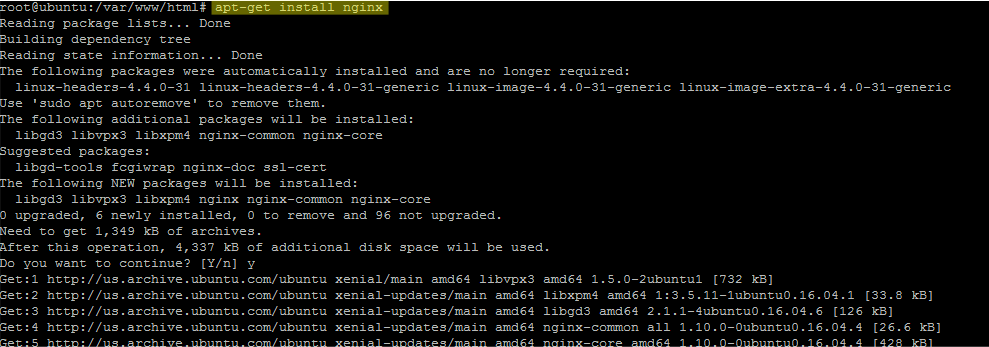 root@ubuntu:/var/www/html# apt-get install nginx
Reading package lists... Done
Building dependency tree
Reading state information... Done
The following packages were automatically installed and are no longer required:
  linux-headers-4.4.0-31 linux-headers-4.4.0-31-generic linux-image-4.4.0-31-generic linux-image-extra-4.4.0-31-generic
Use 'sudo apt autoremove' to remove them.
The following additional packages will be installed:
  libgd3 libvpx3 libxpm4 nginx-common nginx-core
Suggested packages:
  libgd-tools fcgiwrap nginx-doc ssl-cert
The following NEW packages will be installed:
  libgd3 libvpx3 libxpm4 nginx nginx-common nginx-core
0 upgraded, 6 newly installed, 0 to remove and 96 not upgraded.
Need to get 1,349 kB of archives.
After this operation, 4,337 kB of additional disk space will be used.
Do you want to continue? [Y/n] y
Get:1 http://us.archive.ubuntu.com/ubuntu xenial/main amd64 libvpx3 amd64 1.5.0-2ubuntu1 [732 kB]
Get:2 http://us.archive.ubuntu.com/ubuntu xenial-updates/main amd64 libxpm4 amd64 1:3.5.11-1ubuntu0.16.04.1 [33.8 kB]
Get:3 http://us.archive.ubuntu.com/ubuntu xenial-updates/main amd64 libgd3 amd64 2.1.1-4ubuntu0.16.04.6 [126 kB]
Get:4 http://us.archive.ubuntu.com/ubuntu xenial-updates/main amd64 nginx-common all 1.10.0-0ubuntu0.16.04.4 [26.6 kB]
Get:5 http://us.archive.ubuntu.com/ubuntu xenial-updates/main amd64 nginx-core amd64 1.10.0-0ubuntu0.16.04.4 [428 kB]